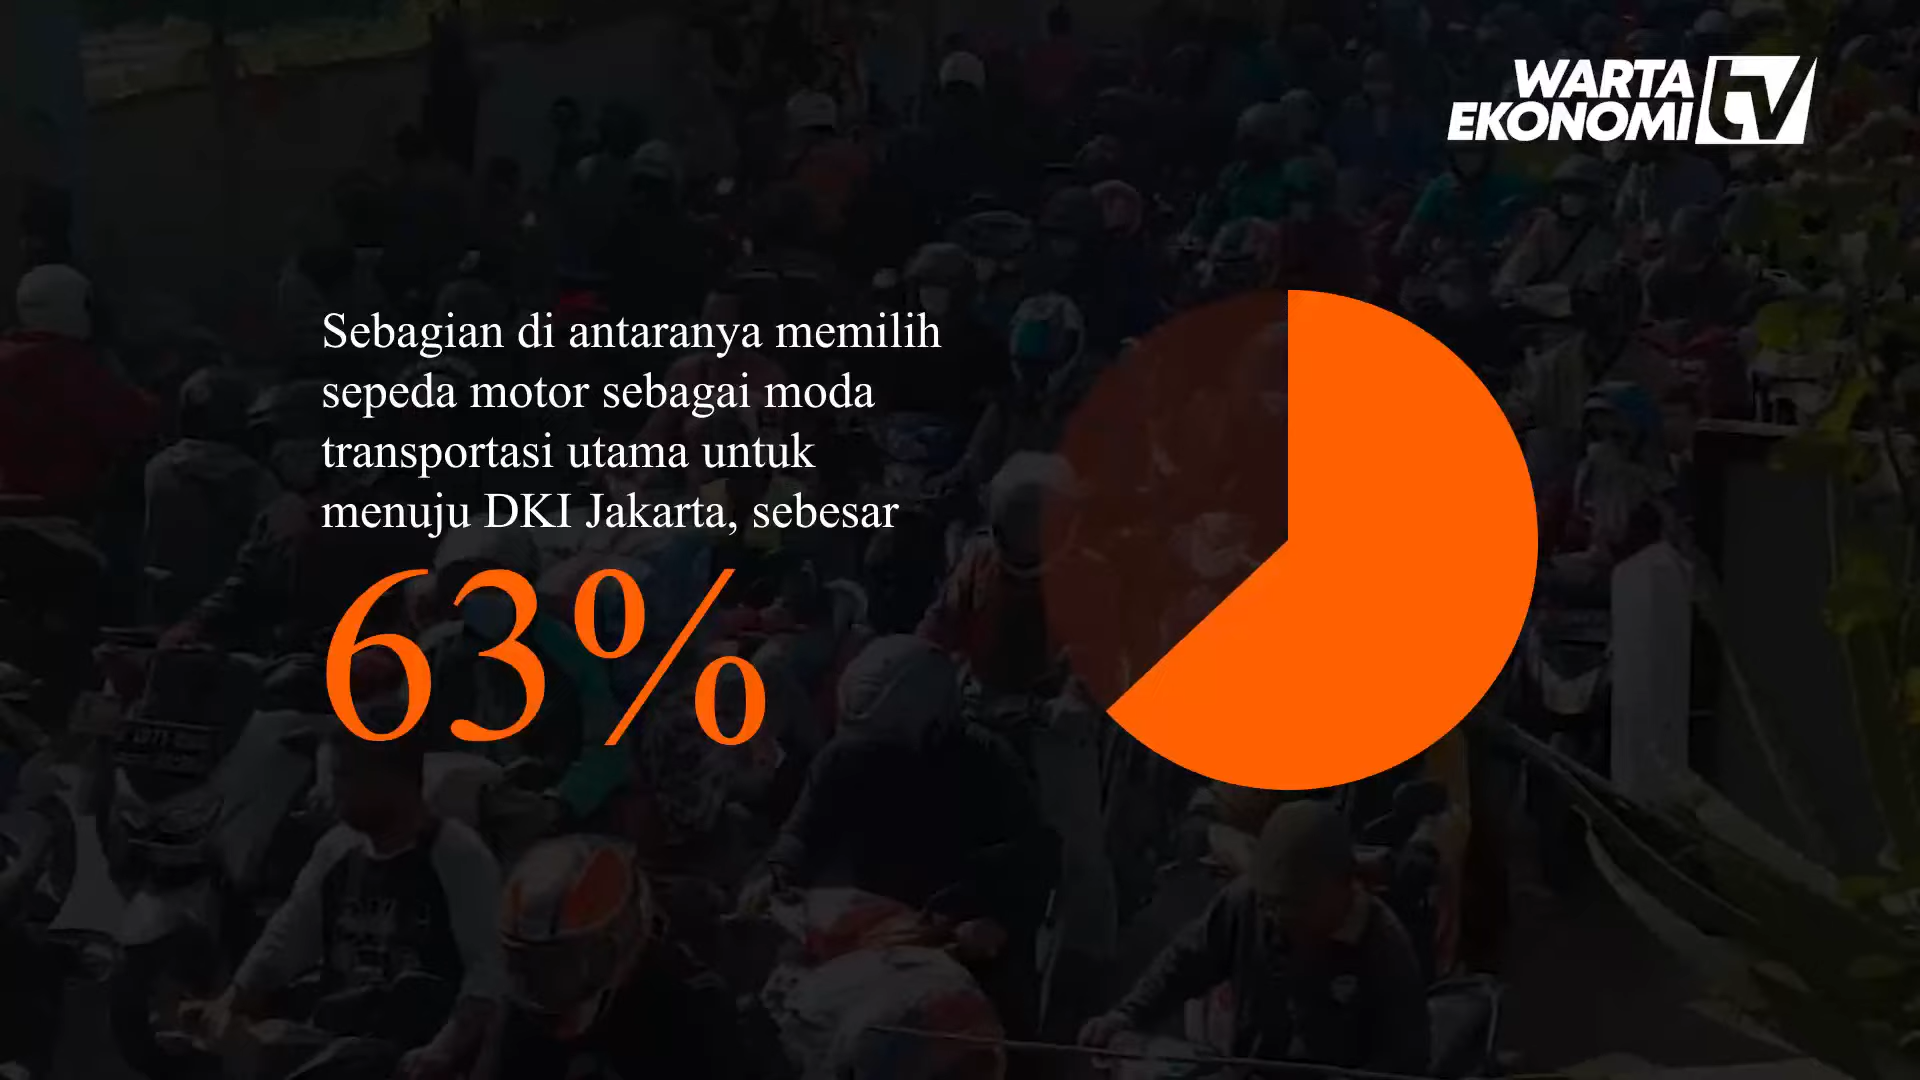 WARTA
EKONOMI tv
Sebagian di antaranya memilih
sepeda motor sebagai moda
transportasi utama untuk
menuju DKI Jakarta, sebesar
63%